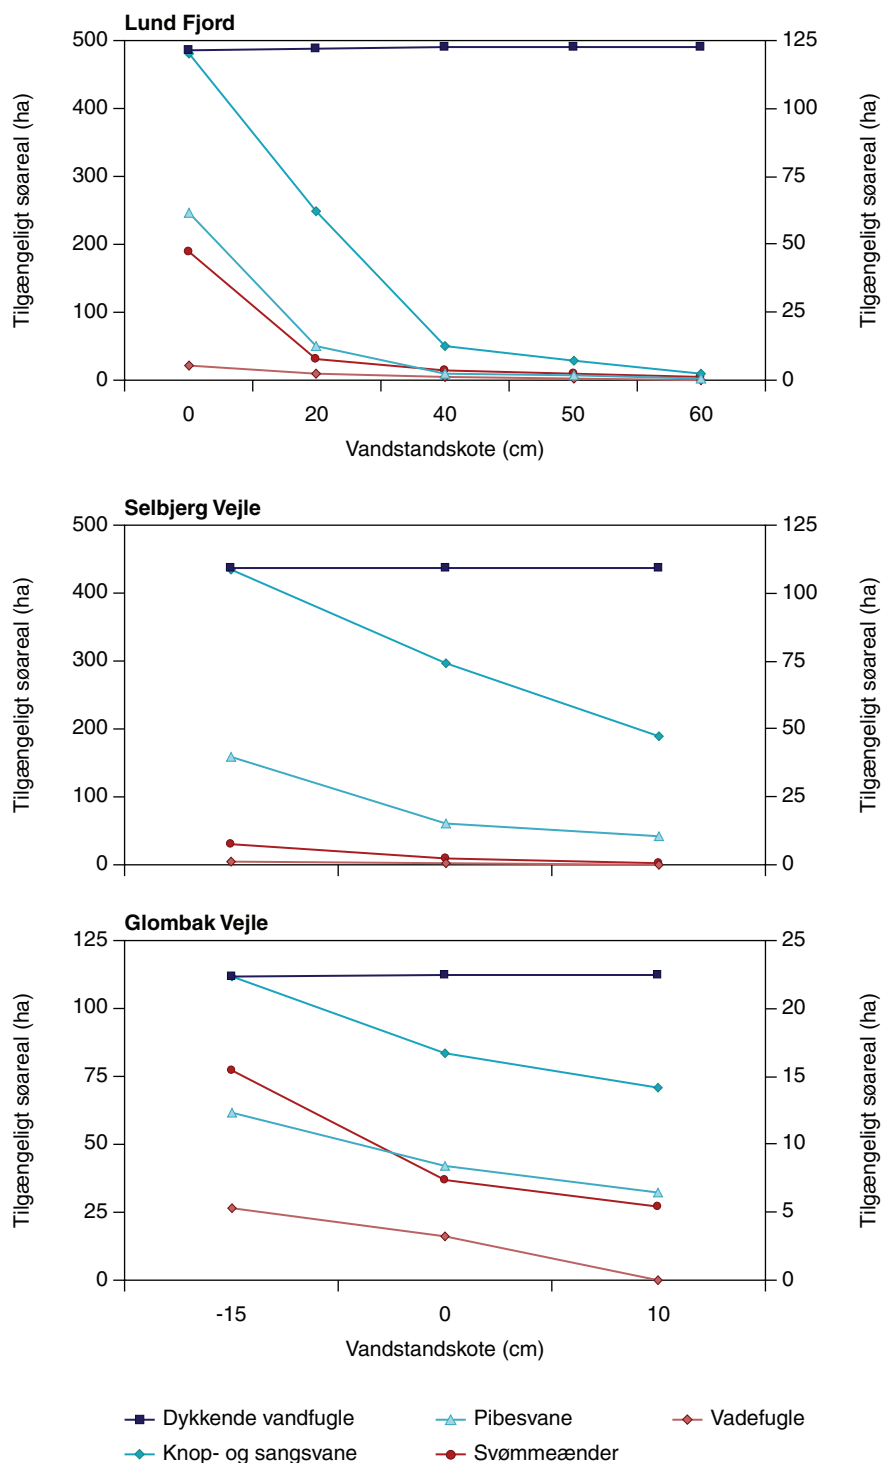 Lund Fjord
500
400
300
200
100
0
Tilgængeligt søareal (ha)
125
100
75
50
25
0
Tilgængeligt søareal (ha)
0 20 40 50 60
Vandstandskote (cm)
Selbjerg Vejle
500
400
300
200
100
0
Tilgængeligt søareal (ha)
125
100
75
50
25
0
Tilgængeligt søareal (ha)
Glombak Vejle
125
100
75
50
25
0
Tilgængeligt søareal (ha)
25
20
15
10
5
0
Tilgængeligt søareal (ha)
-15 0 10
Vandstandskote (cm)
Dykkende vandfugle Pibesvane Vadefugle
Knop- og sangsvane Svømmeænder